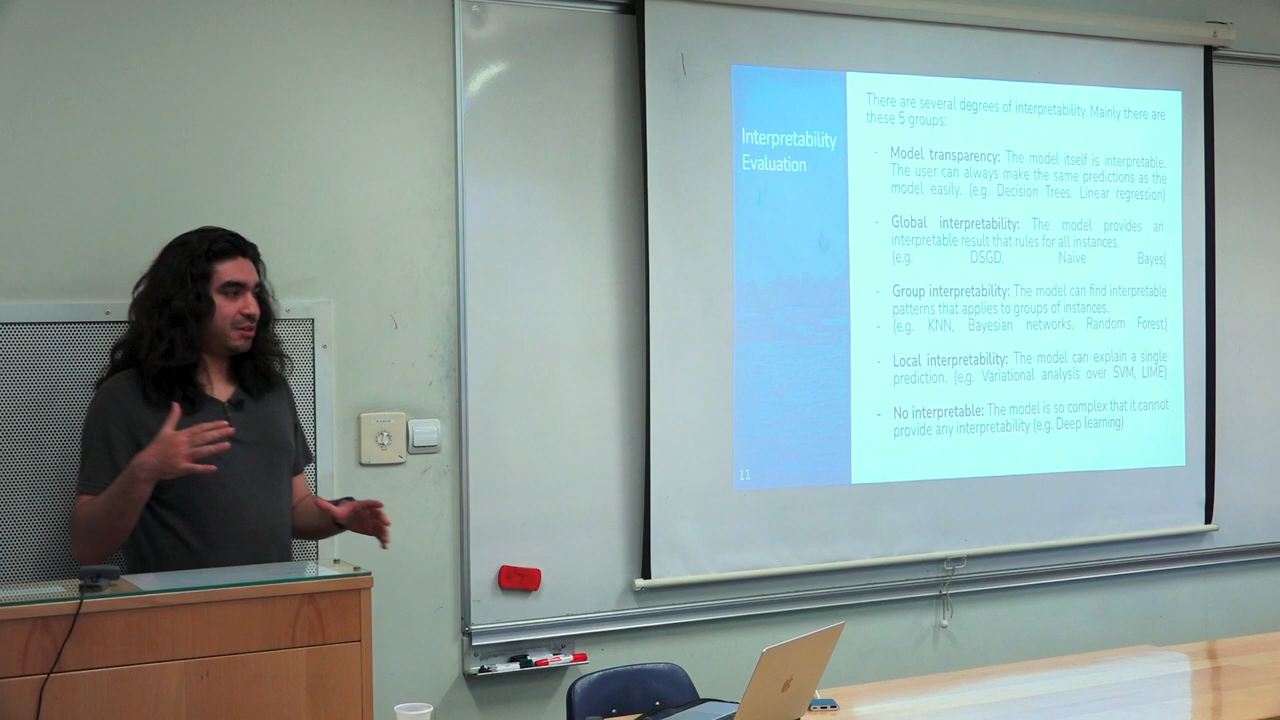 Interpretability
Evaluation
11
There are several degrees of interpretability. Mainly there are
these 5 groups:
- Model transparency: The model itself is interpretable.
The user can always make the same predictions as the
model easily. (e.g. Decision Trees, Linear regression)
- Global interpretability: The model provides an
interpretable result that rules for all instances.
(e.g. DSGD, Naive Bayes)
- Group interpretability: The model can find interpretable
patterns that applies to groups of instances.
- (e.g. KNN, Bayesian networks, Random Forest)
- Local interpretability: The model can explain a single
prediction. (e.g. Variational analysis over SVM, LIME)
- No interpretable: The model is so complex that it cannot
provide any interpretability (e.g. Deep learning)